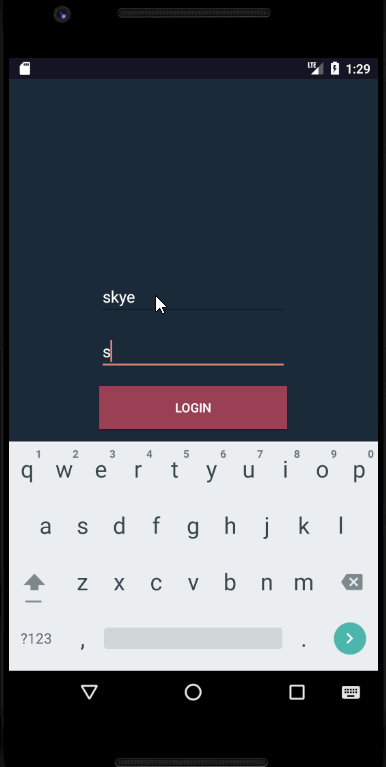 LTE 1:29
skye
s
LOGIN
1 2 3 4 5 6 7 8 9 0
q w e r t y u i o p
a s d f g h j k l
z x c v b n m
?123 , .